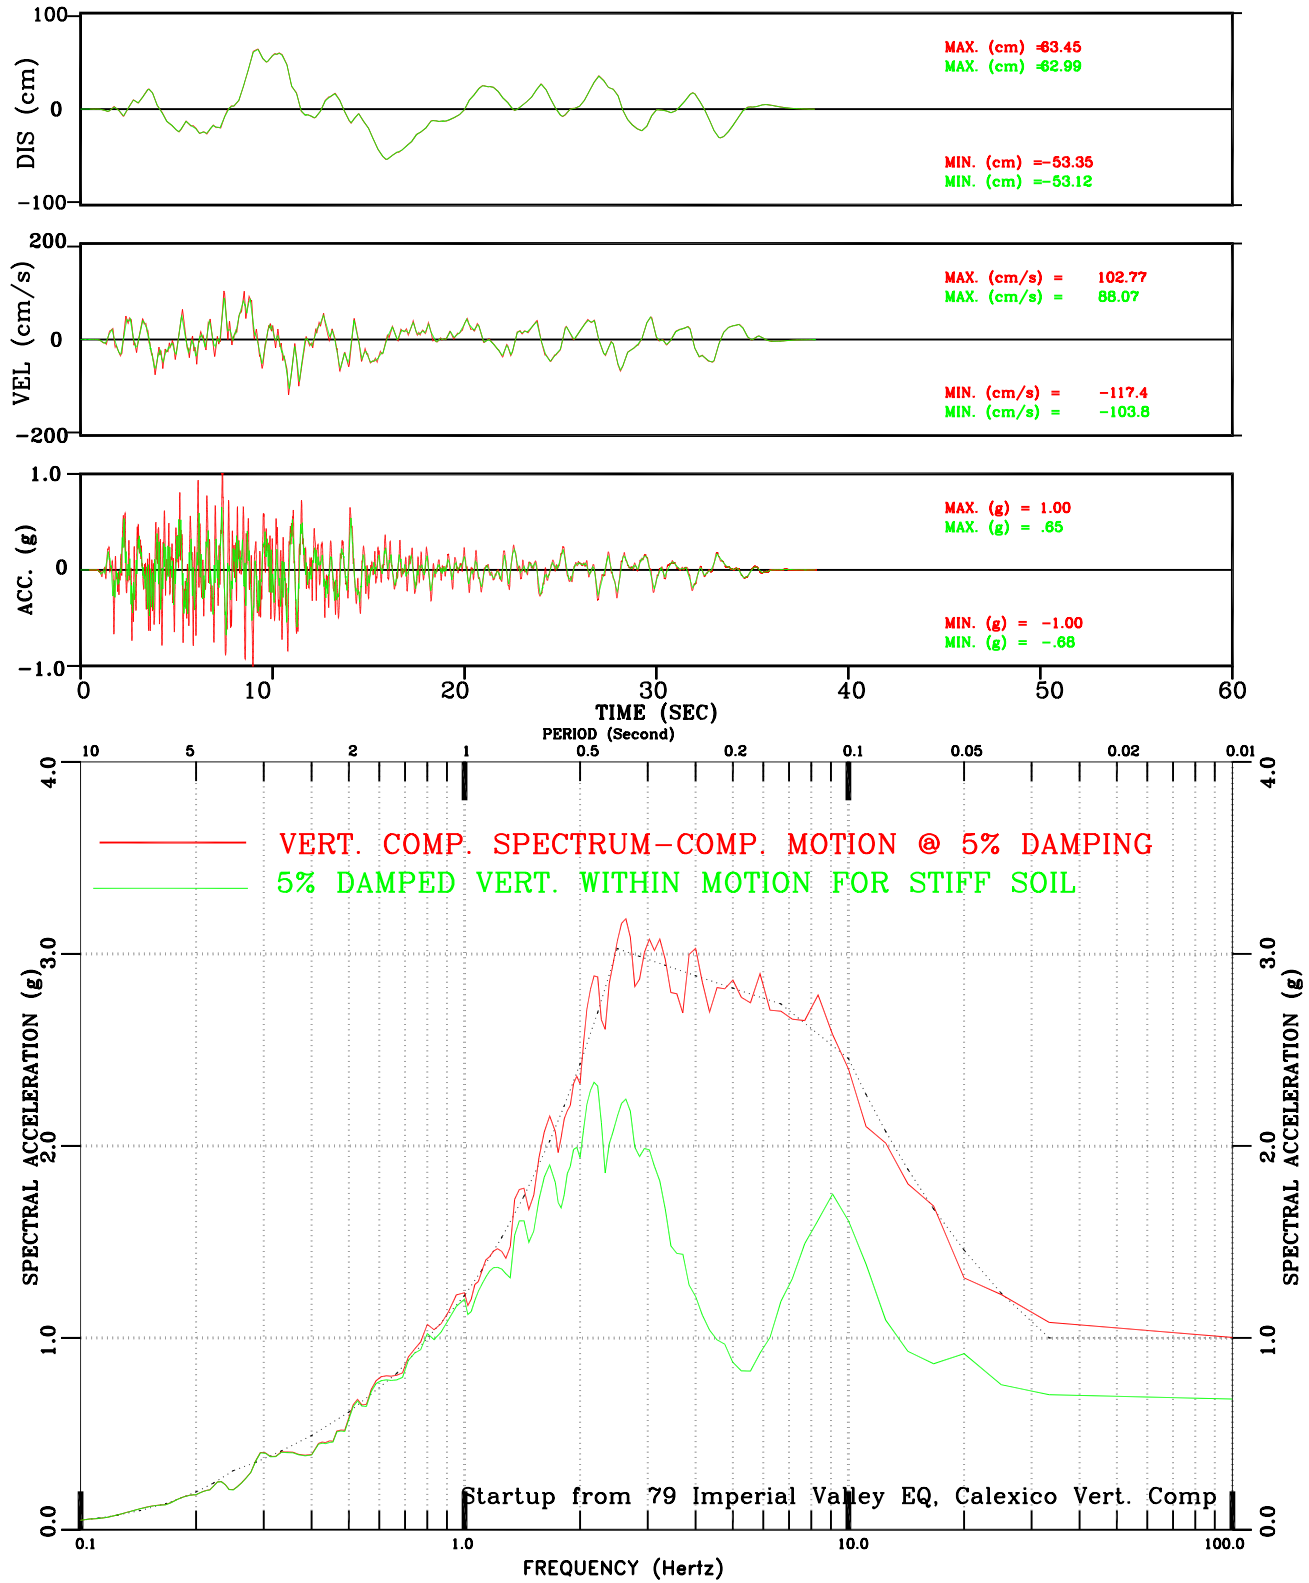 100
0
-100
DIS (cm)
MAX. (cm) =63.45
MAX. (cm) =62.99
MIN. (cm) =-53.35
MIN. (cm) =-53.12
200
0
-200
VEL (cm/s)
MAX. (cm/s) = 102.77
MAX. (cm/s) = 88.07
MIN. (cm/s) = -117.4
MIN. (cm/s) = -103.8
1.0
0
-1.0
ACC. (g)
MAX. (g) = 1.00
MAX. (g) = .65
MIN. (g) = -1.00
MIN. (g) = -.68
0 10 20 30 40 50 60
TIME (SEC)
PERIOD (Second)
10 5 2 1 0.5 0.2 0.1 0.05 0.02 0.01
4.0 4.0
VERT. COMP. SPECTRUM-COMP. MOTION @ 5% DAMPING
5% DAMPED VERT. WITHIN MOTION FOR STIFF SOIL
3.0 3.0
SPECTRAL ACCELERATION (g) SPECTRAL ACCELERATION (g)
2.0 2.0
1.0 1.0
Startup from 79 Imperial Valley EQ, Calexico Vert. Comp
0.0 0.0
0.1 1.0 10.0 100.0
FREQUENCY (Hertz)